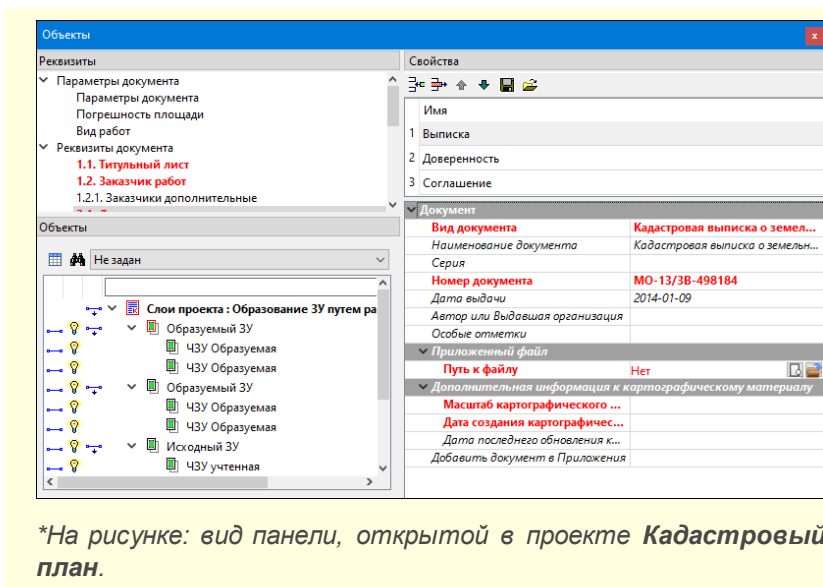 Объекты
Реквизиты
Параметры документа
Параметры документа
Погрешность площади
Вид работ
Реквизиты документа
1.1. Титульный лист
1.2. Заказчик работ
1.2.1. Заказчики дополнительные
Объекты
Не задан
Слои проекта : Образование ЗУ путем ра
Образуемый ЗУ
ЧЗУ Образуемая
ЧЗУ Образуемая
Образуемый ЗУ
ЧЗУ Образуемая
ЧЗУ Образуемая
Исходный ЗУ
ЧЗУ учтенная
Свойства
Имя
1 Выписка
2 Доверенность
3 Соглашение
Документ
Вид документа Кадастровая выписка о земел...
Наименование документа Кадастровая выписка о земельн...
Серия
Номер документа МО-13/ЗВ-498184
Дата выдачи 2014-01-09
Автор или Выдавшая организация
Особые отметки
Приложенный файл
Путь к файлу Нет
Дополнительная информация к картографическому материалу
Масштаб картографического ...
Дата создания картографичес...
Дата последнего обновления к...
Добавить документ в Приложения
*На рисунке: вид панели, открытой в проекте Кадастровый
план.